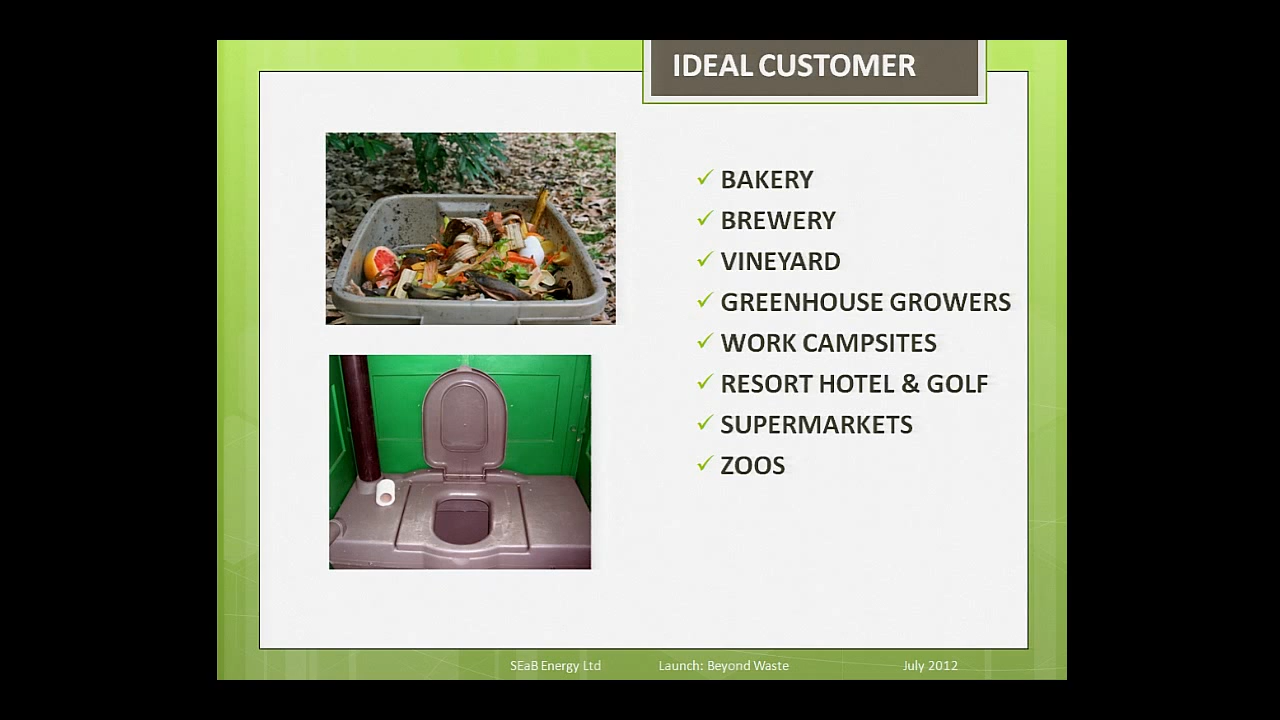 IDEAL CUSTOMER
BAKERY
BREWERY
VINEYARD
GREENHOUSE GROWERS
WORK CAMPSITES
RESORT HOTEL & GOLF
SUPERMARKETS
ZOOS
SEaB Energy Ltd Launch: Beyond Waste July 2012